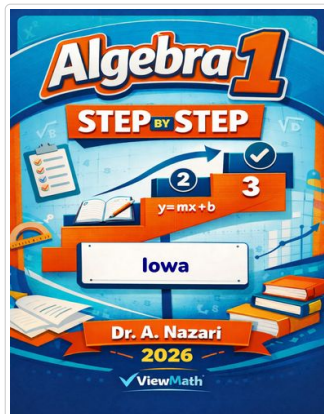 Algebra 1
STEP BY STEP
2
3
y=mx+b
Iowa
Dr. A. Nazari
2026
ViewMath